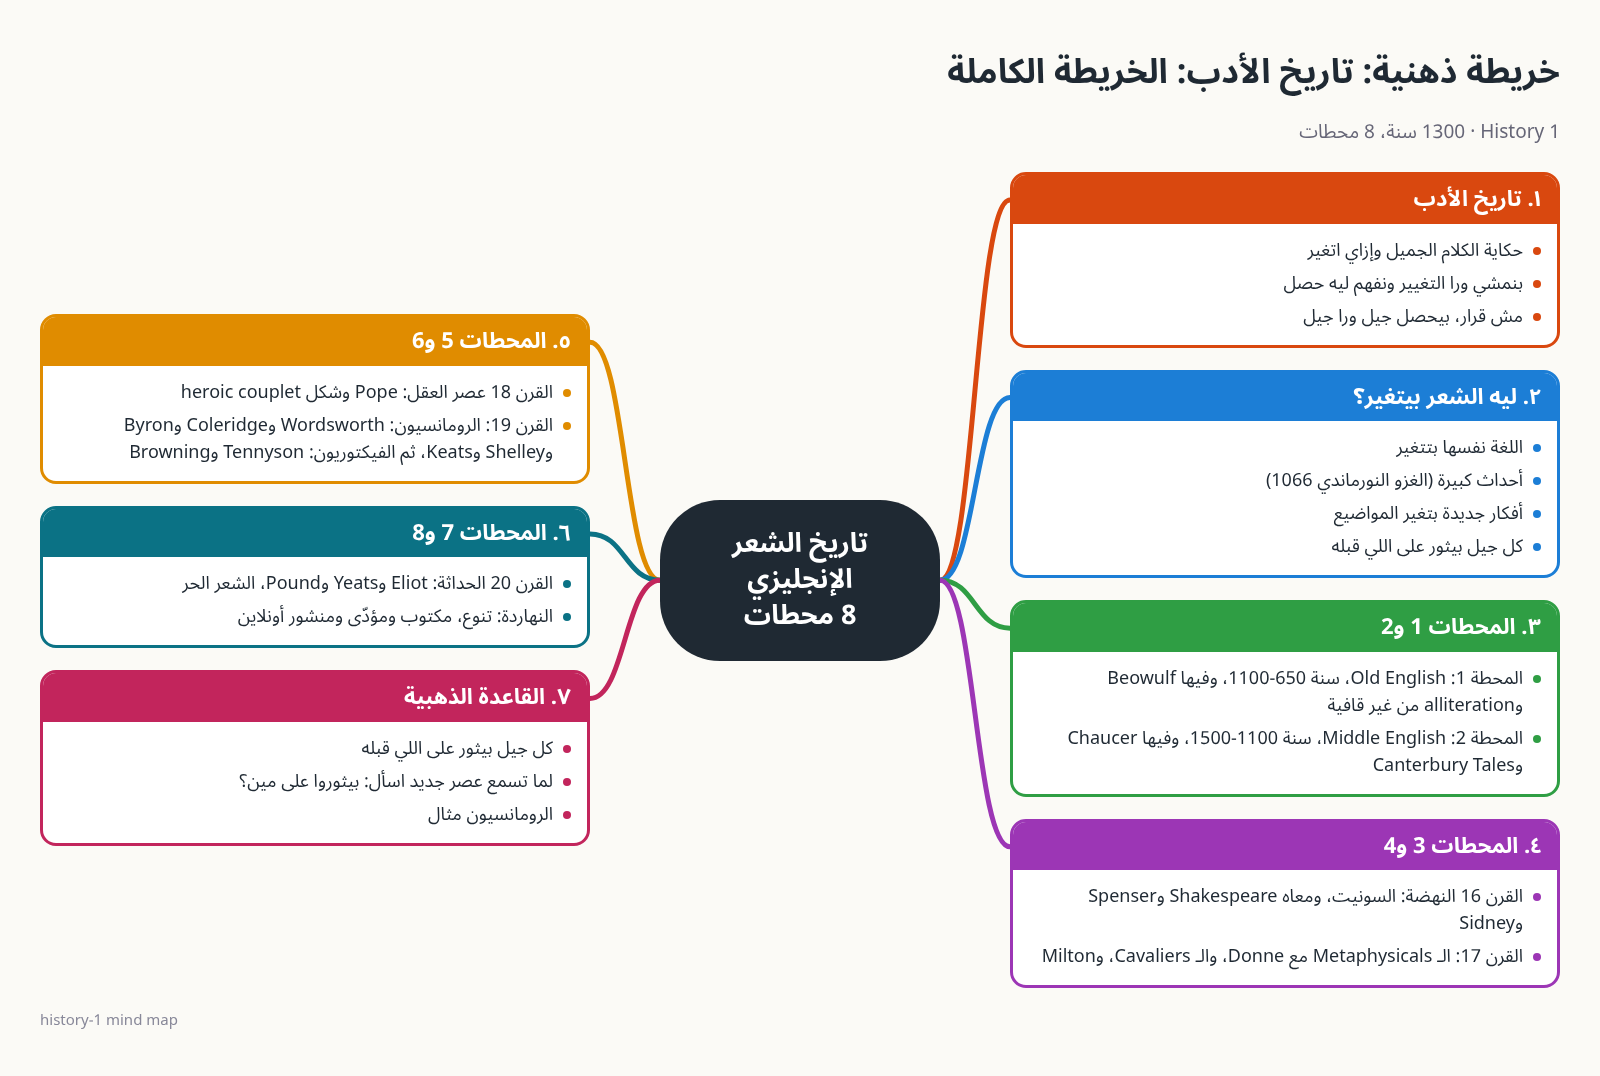 خريطة ذهنية: تاريخ الأدب: الخريطة الكاملة
History 1 · 1300 سنة، 8 محطات
١. تاريخ الأدب
حكاية الكلام الجميل وإزاي اتغير
بنمشي ورا التغيير ونفهم ليه حصل
مش قرار، بيحصل جيل ورا جيل
٢. ليه الشعر بيتغير؟
اللغة نفسها بتتغير
أحداث كبيرة (الغزو النورماندي 1066)
أفكار جديدة بتغير المواضيع
كل جيل بيثور على اللي قبله
٣. المحطات 1 و2
المحطة 1: Old English، سنة 650-1100، وفيها Beowulf
وalliteration من غير قافية
المحطة 2: Middle English، سنة 1100-1500، وفيها Chaucer
وCanterbury Tales
٤. المحطات 3 و4
القرن 16 النهضة: السونيت، ومعاه Shakespeare وSpenser
وSidney
القرن 17: الـ Metaphysicals مع Donne، والـ Cavaliers، وMilton
تاريخ الشعر
الإنجليزي
8 محطات
٥. المحطات 5 و6
القرن 18 عصر العقل: Pope وشكل heroic couplet
القرن 19: الرومانسيون: Wordsworth وColeridge وByron
وShelley وKeats، ثم الفيكتوريون: Tennyson وBrowning
٦. المحطات 7 و8
القرن 20 الحداثة: Eliot وYeats وPound، الشعر الحر
النهاردة: تنوع، مكتوب ومؤدّى ومنشور أونلاين
٧. القاعدة الذهبية
كل جيل بيثور على اللي قبله
لما تسمع عصر جديد اسأل: بيثوروا على مين؟
الرومانسيون مثال
history-1 mind map